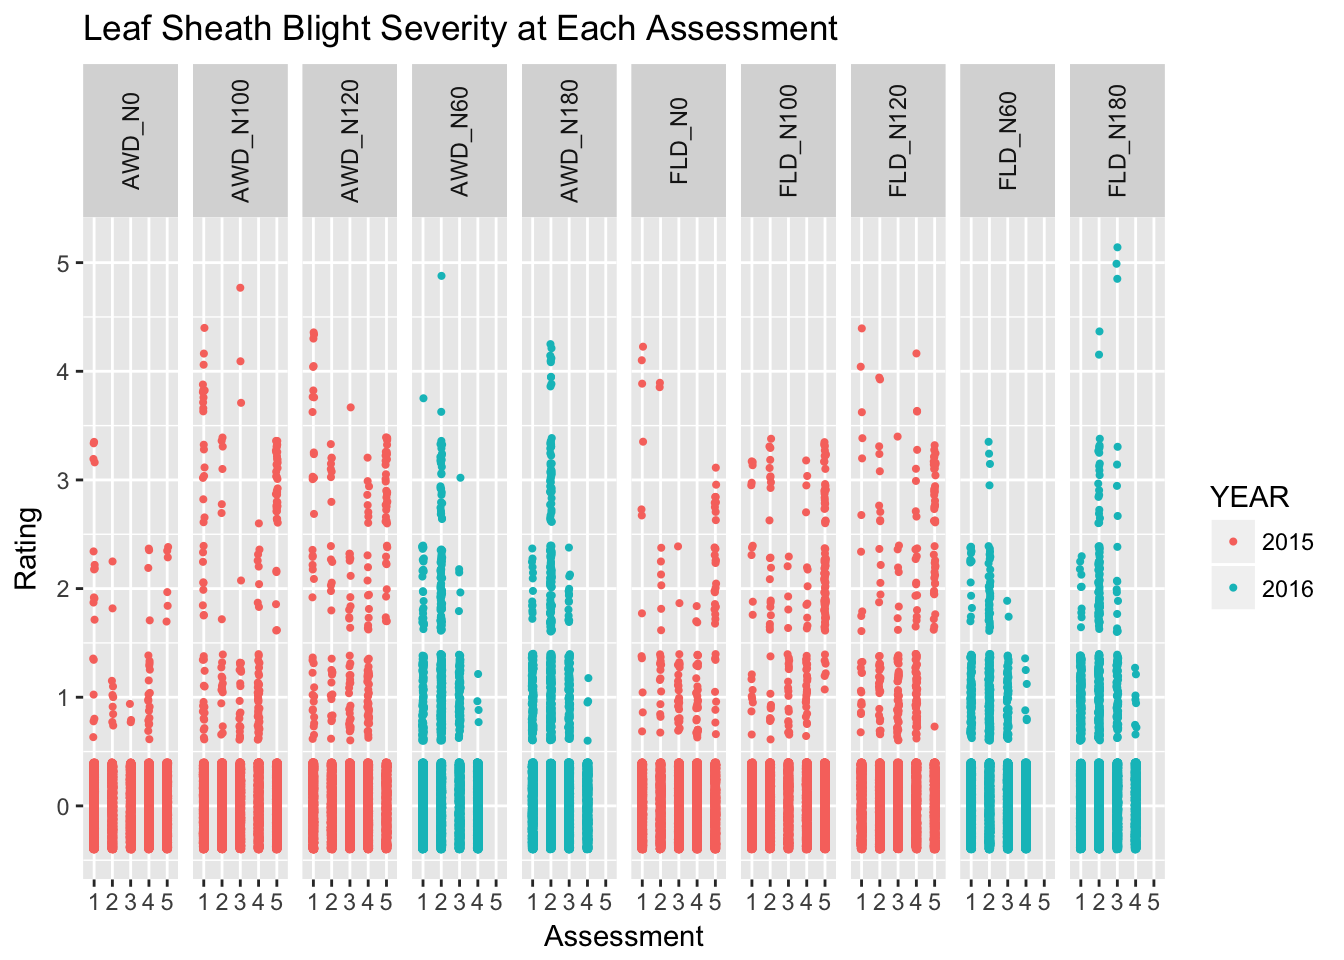 Leaf Sheath Blight Severity at Each Assessment
AWD_N0
AWD_N100
AWD_N120
AWD_N60
AWD_N180
FLD_N0
FLD_N100
FLD_N120
FLD_N60
FLD_N180
Rating
5
4
3
2
1
0
1 2 3 4 5
1 2 3 4 5
1 2 3 4 5
1 2 3 4 5
1 2 3 4 5
1 2 3 4 5
1 2 3 4 5
1 2 3 4 5
1 2 3 4 5
1 2 3 4 5
Assessment
YEAR
2015
2016